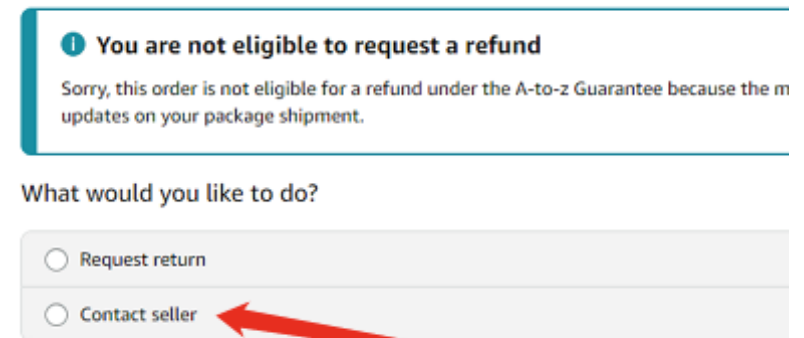 You are not eligible to request a refund
Sorry, this order is not eligible for a refund under the A-to-z Guarantee because the
updates on your package shipment.
What would you like to do?
Request return
Contact seller